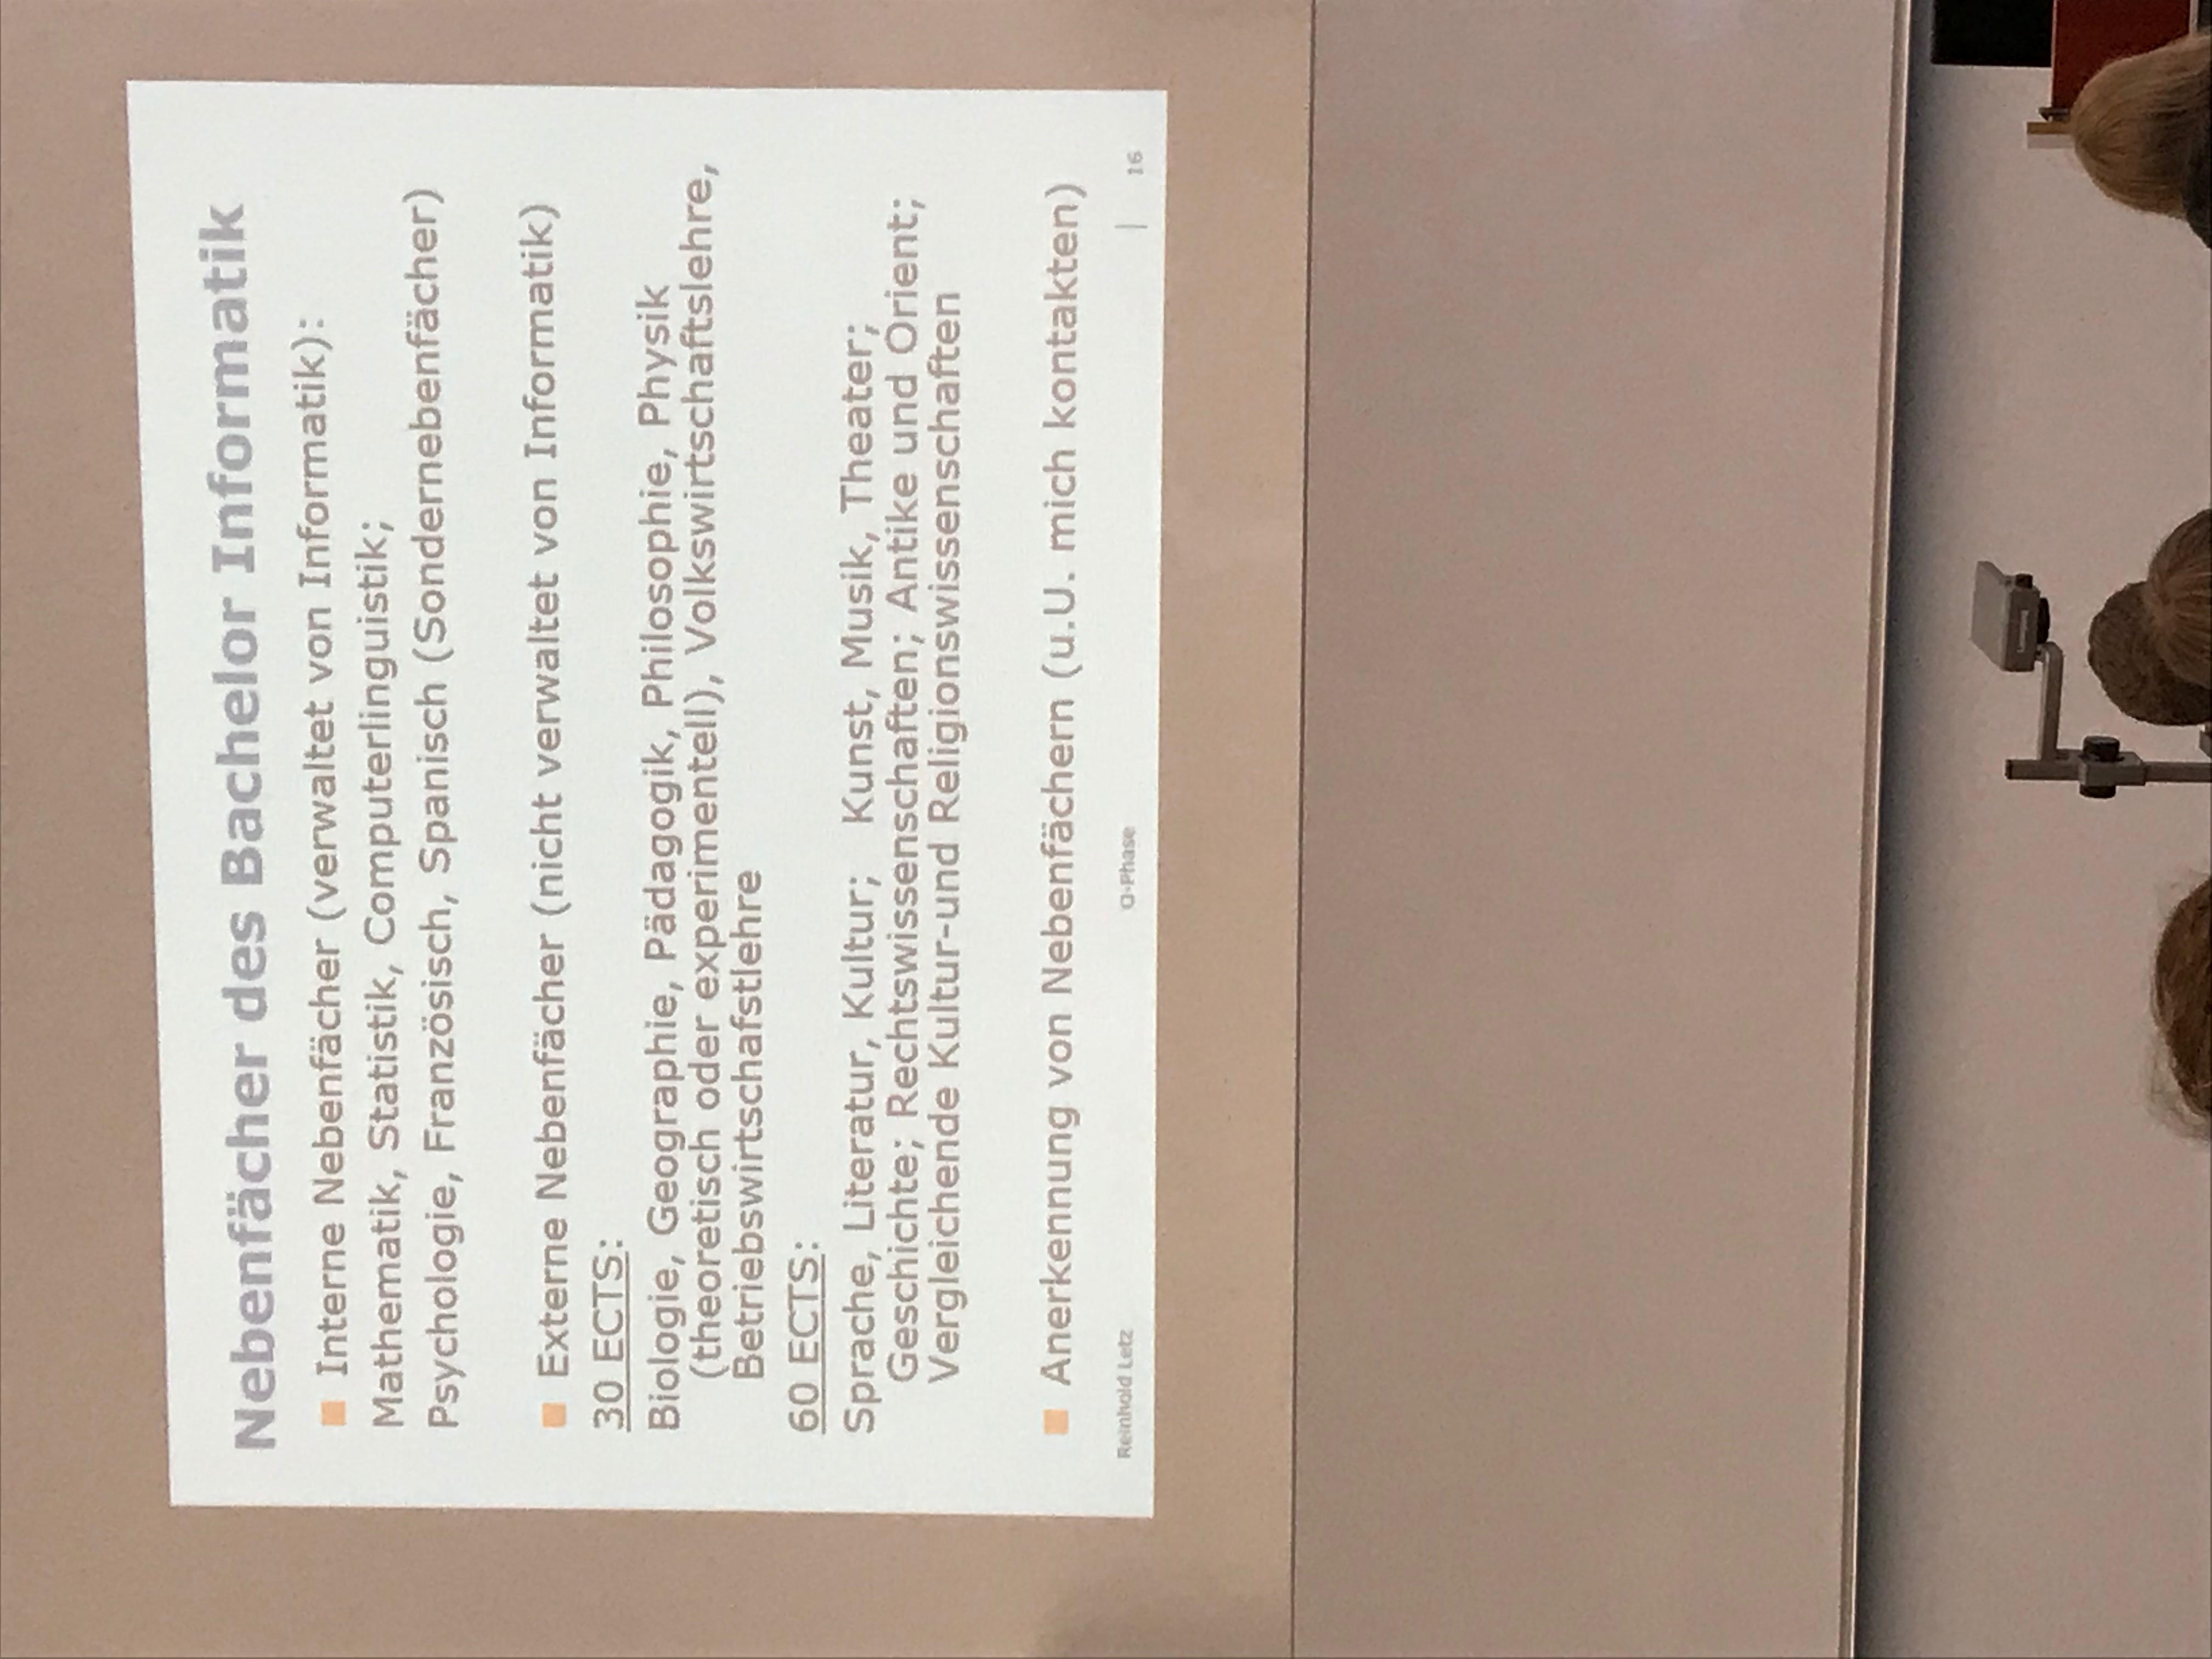 Nebenfächer des Bachelor Informatik
Interne Nebenfächer (verwaltet von Informatik):
Mathematik, Statistik, Computerlinguistik;
Psychologie, Französisch, Spanisch (Sondernebenfächer)
Externe Nebenfächer (nicht verwaltet von Informatik)
30 ECTS:
Biologie, Geographie, Pädagogik, Philosophie, Physik
(theoretisch oder experimentell), Volkswirtschaftslehre,
Betriebswirtschafstlehre
60 ECTS:
Sprache, Literatur, Kultur; Kunst, Musik, Theater;
Geschichte; Rechtswissenschaften; Antike und Orient;
Vergleichende Kultur-und Religionswissenschaften
Anerkennung von Nebenfächern (u.U. mich kontakten)
Reinhold Letz O-Phase | 16